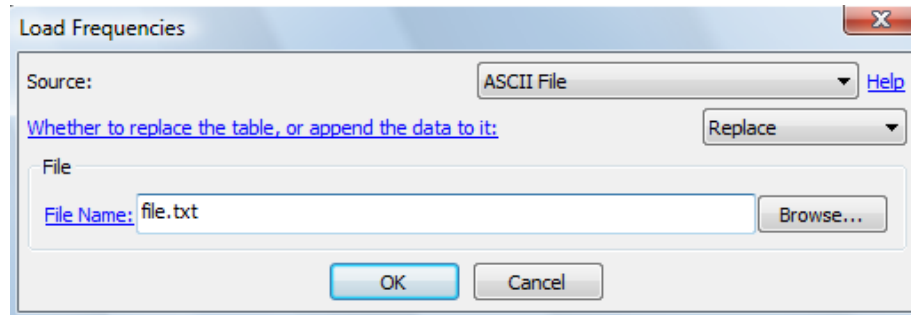 Load Frequencies
Source: ASCII File Help
Whether to replace the table, or append the data to it: Replace
File
File Name: file.txt Browse...
OK Cancel